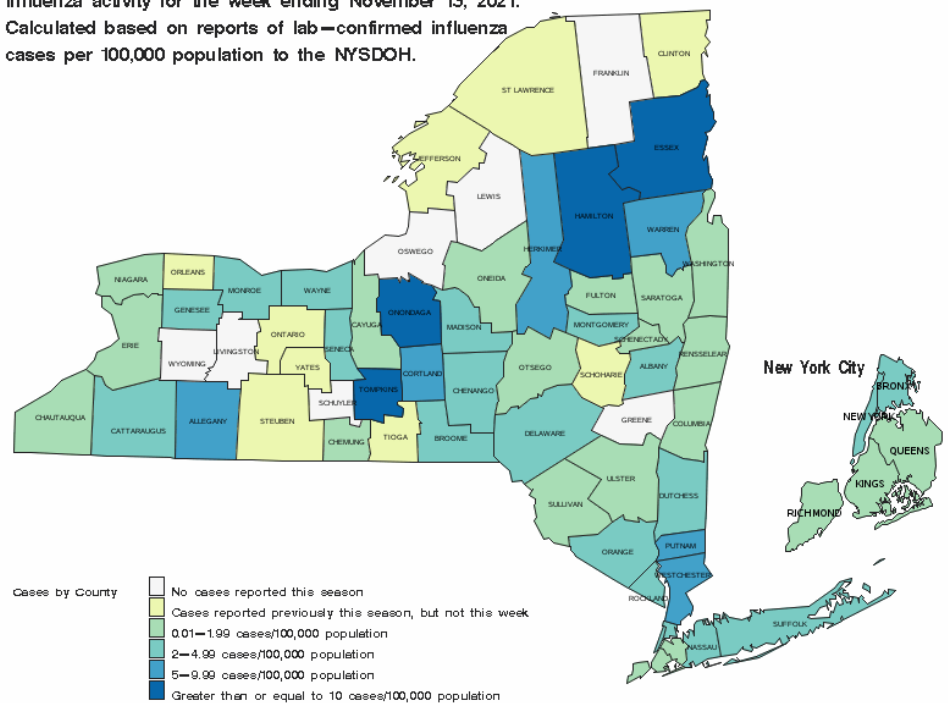 Influenza activity for the week ending November 13, 2021.
Calculated based on reports of lab-confirmed influenza
cases per 100,000 population to the NYSDOH.
CLINTON
FRANKLIN
ST LAWRENCE
ESSEX
JEFFERSON
LEWIS
HAMILTON
WARREN
HERKIMER
OSWEGO
WASHINGTON
ORLEANS
NIAGARA
ONEIDA
MONROE
WAYNE
FULTON
SARATOGA
GENESEE
ONONDAGA
CAYUGA
MADISON
MONTGOMERY
ONTARIO
SCHENECTADY
ERIE
SENECA
LIVINGSTON
RENSSELEAR
WYOMING
YATES
OTSEGO
ALBANY
New York City
CORTLAND
SCHOHARIE
BRONX
TOMPKINS
CHENANGO
SCHUYLER
NEW YORK
CHAUTAUQUA
ALLEGANY
STEUBEN
GREENE
COLUMBIA
CATTARAUGUS
DELAWARE
TIOGA
BROOME
CHEMUNG
QUEENS
ULSTER
KINGS
DUTCHESS
SULLIVAN
RICHMOND
PUTNAM
ORANGE
WESTCHESTER
ROCKLAND
SUFFOLK
NASSAU
Cases by County
No cases reported this season
Cases reported previously this season, but not this week
0.01-1.99 cases/100,000 population
2-4.99 cases/100,000 population
5-9.99 cases/100,000 population
Greater than or equal to 10 cases/100,000 population